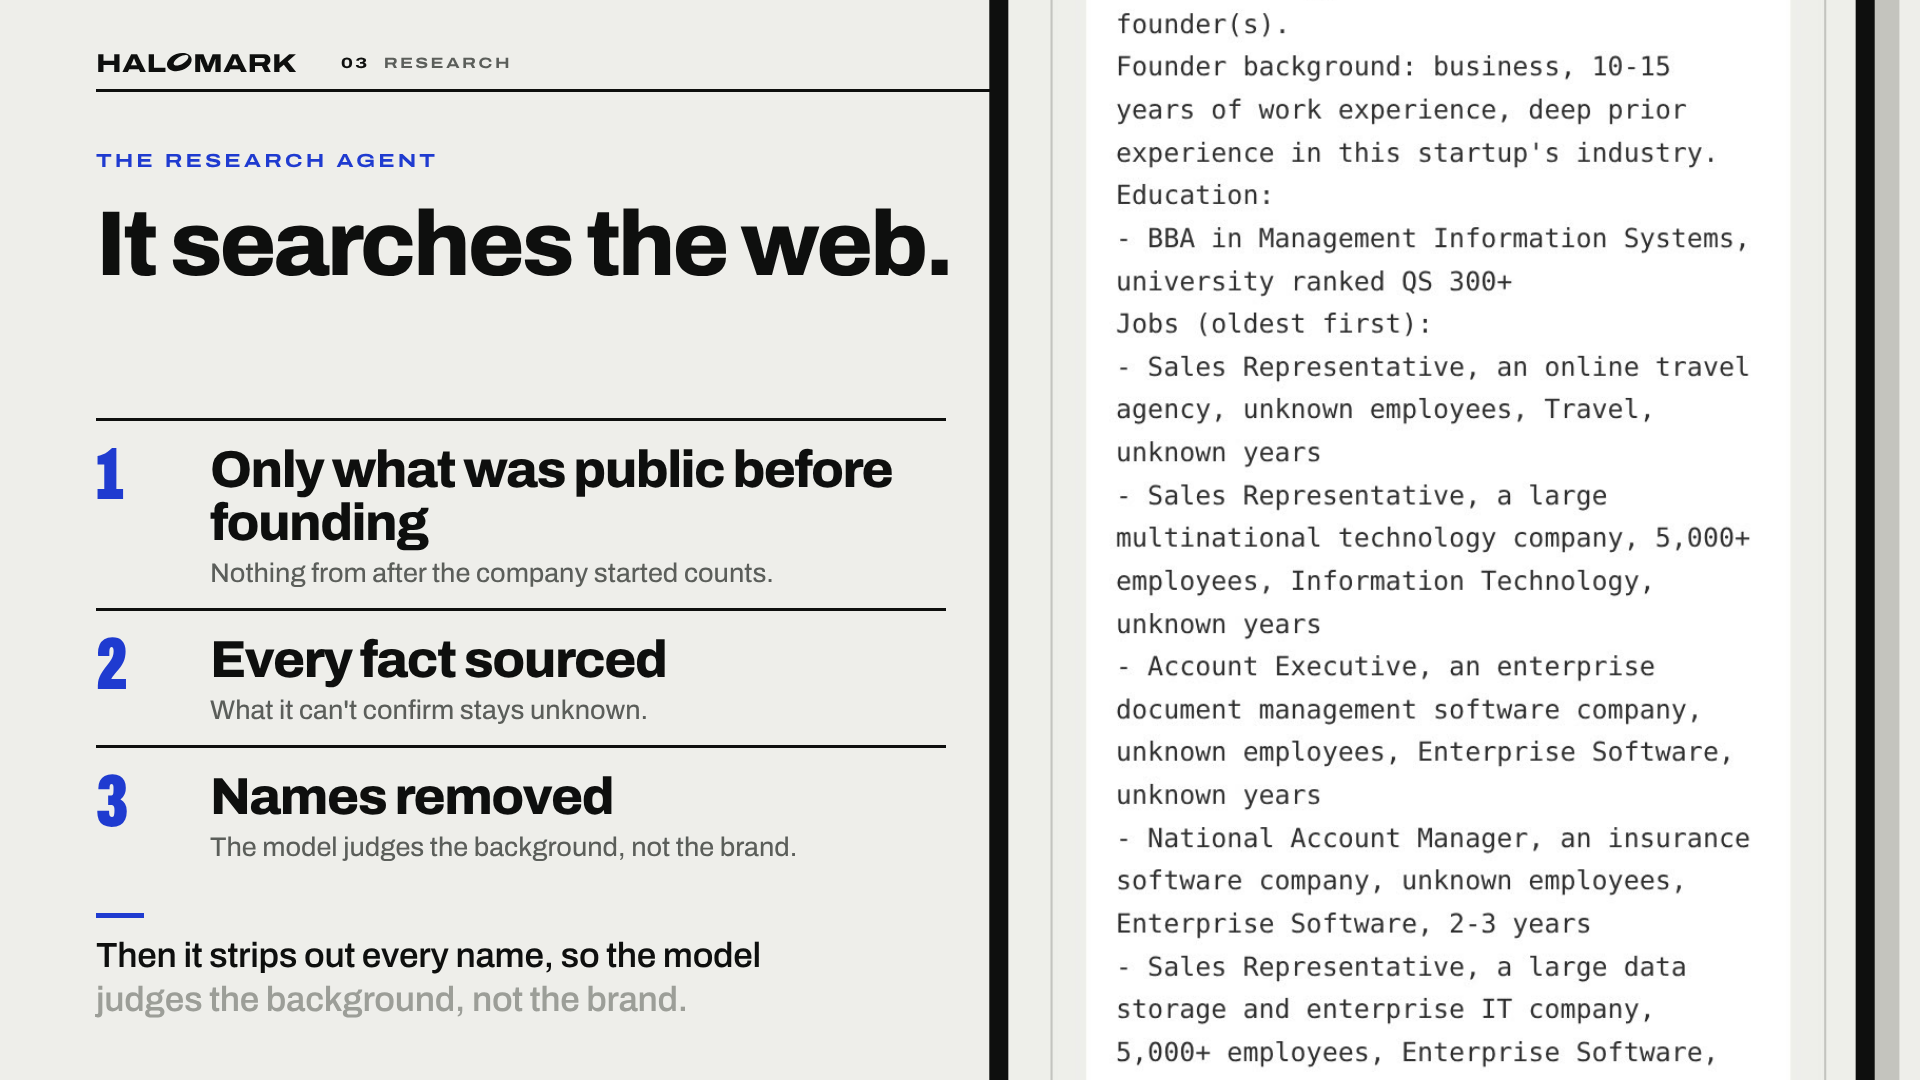 HALOMARK
03 RESEARCH
THE RESEARCH AGENT
It searches the web.
1
Only what was public before
founding
Nothing from after the company started counts.
2
Every fact sourced
What it can't confirm stays unknown.
3
Names removed
The model judges the background, not the brand.
Then it strips out every name, so the model
judges the background, not the brand.
founder(s).
Founder background: business, 10-15
years of work experience, deep prior
experience in this startup's industry.
Education:
- BBA in Management Information Systems,
university ranked QS 300+
Jobs (oldest first):
- Sales Representative, an online travel
agency, unknown employees, Travel,
unknown years
- Sales Representative, a large
multinational technology company, 5,000+
employees, Information Technology,
unknown years
- Account Executive, an enterprise
document management software company,
unknown employees, Enterprise Software,
unknown years
- National Account Manager, an insurance
software company, unknown employees,
Enterprise Software, 2-3 years
- Sales Representative, a large data
storage and enterprise IT company,
5,000+ employees, Enterprise Software,